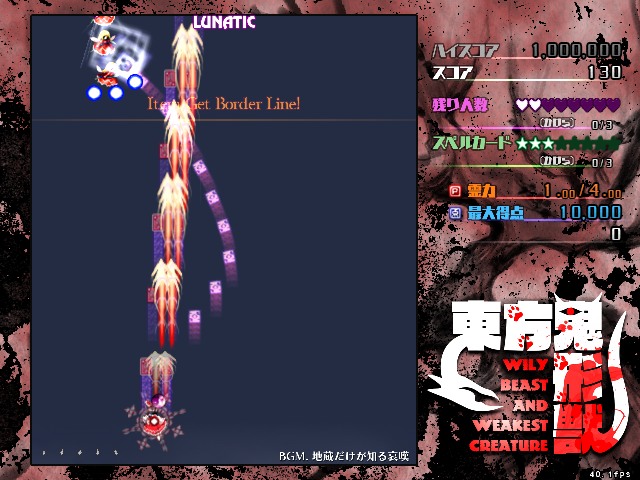 LUNATIC
Item Get Border Line!
BGM. 地蔵だけが知る哀嘆
ハイスコア 1,000,000
スコア 130
残り人数
(かけら) 0/3
スペルカード
(かけら) 0/3
P 霊力 1.00/4.00
最大得点 10,000
0
東方鬼形獣
WILY
BEAST
AND
WEAKEST
CREATURE
40.1fps